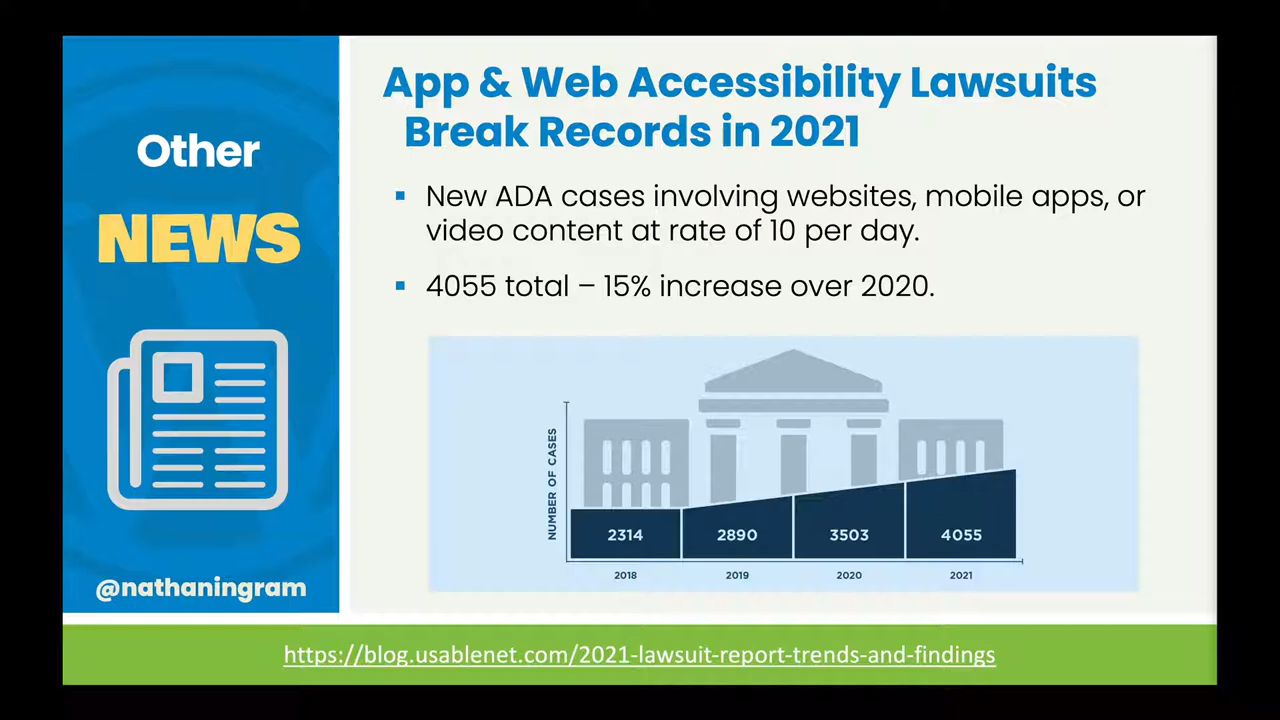 Other
NEWS
@nathaningram
App & Web Accessibility Lawsuits
Break Records in 2021
▪ New ADA cases involving websites, mobile apps, or
video content at rate of 10 per day.
▪ 4055 total – 15% increase over 2020.
NUMBER OF CASES
2314 2890 3503 4055
2018 2019 2020 2021
https://blog.usablenet.com/2021-lawsuit-report-trends-and-findings